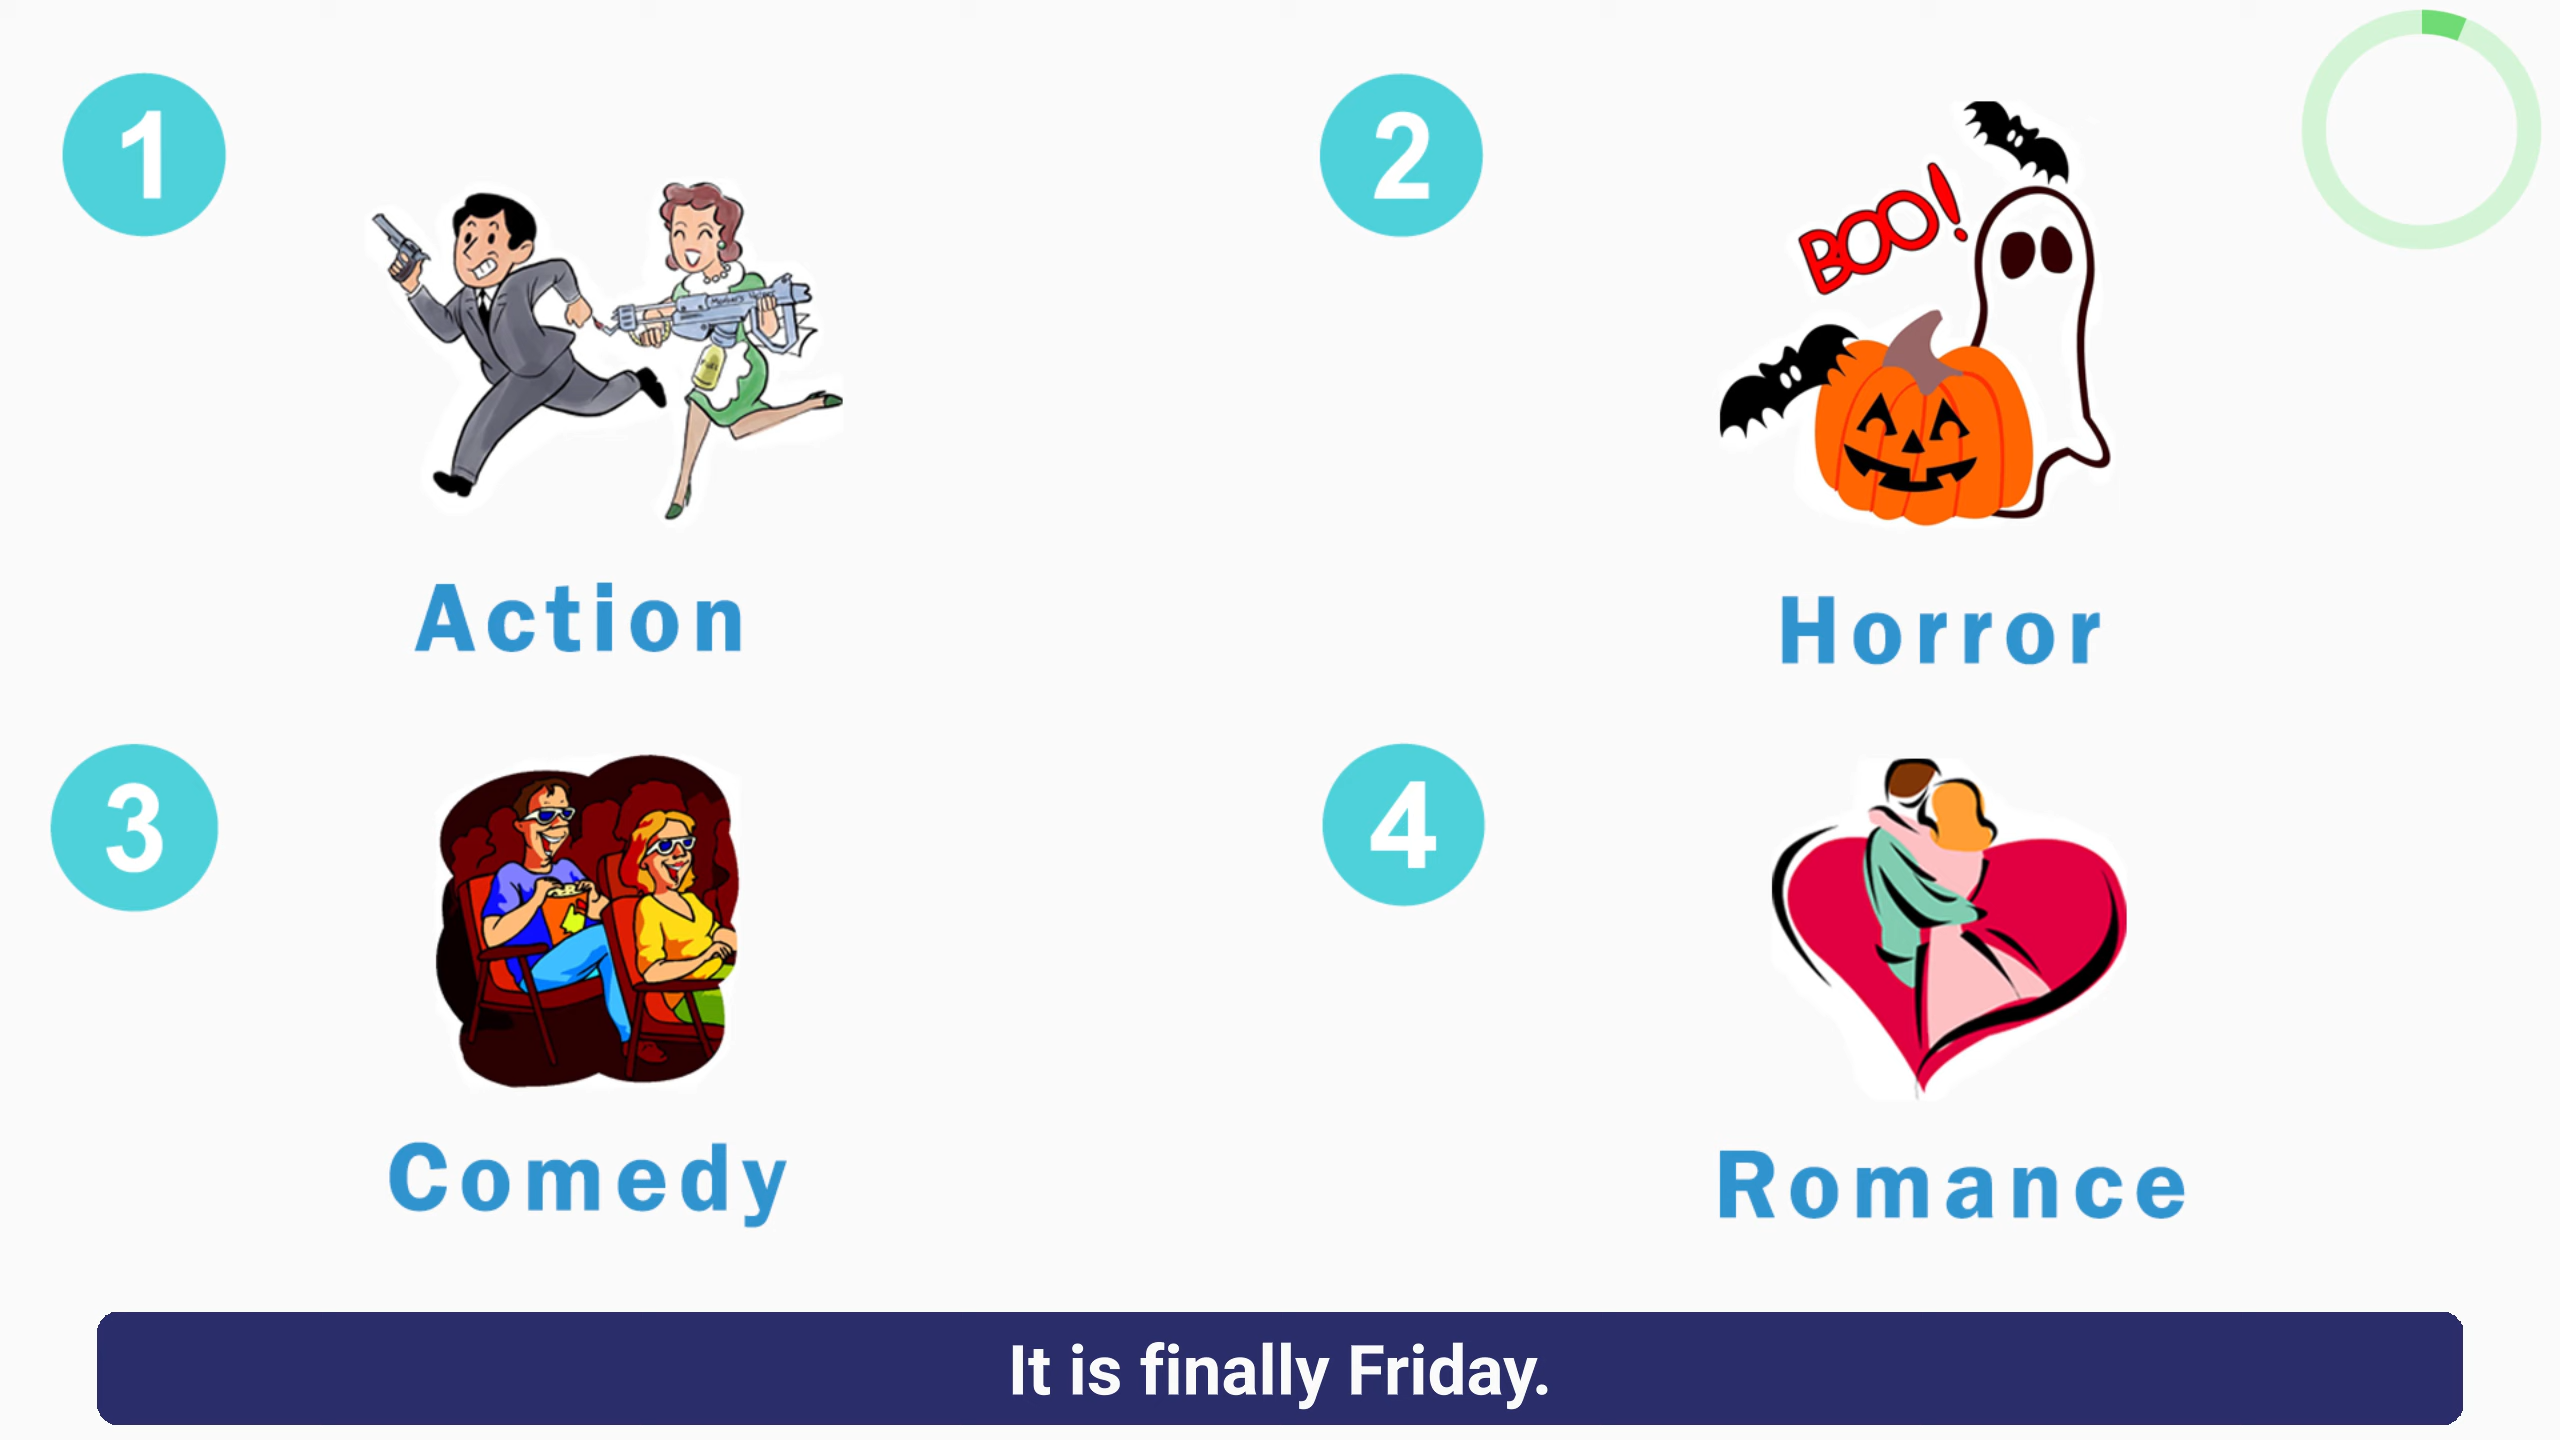 1
2
BOO!
Action
Horror
3
4
Comedy
Romance
It is finally Friday.